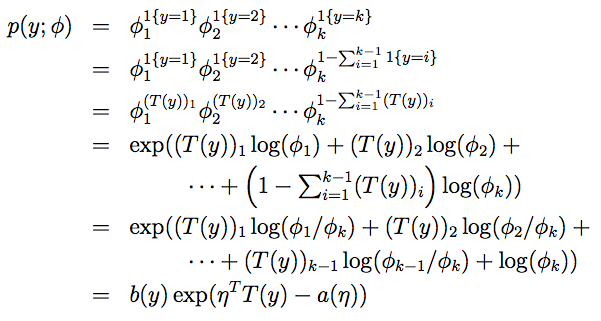 p(y; φ) = φ_1^{1{y=1}} φ_2^{1{y=2}} ⋯ φ_k^{1{y=k}}
= φ_1^{1{y=1}} φ_2^{1{y=2}} ⋯ φ_k^{1−∑_{i=1}^{k−1} 1{y=i}}
= φ_1^{(T(y))_1} φ_2^{(T(y))_2} ⋯ φ_k^{1−∑_{i=1}^{k−1} (T(y))_i}
= exp((T(y))_1 log(φ_1) + (T(y))_2 log(φ_2) +
⋯ + (1 − ∑_{i=1}^{k−1} (T(y))_i) log(φ_k))
= exp((T(y))_1 log(φ_1/φ_k) + (T(y))_2 log(φ_2/φ_k) +
⋯ + (T(y))_{k−1} log(φ_{k−1}/φ_k) + log(φ_k))
= b(y) exp(η^T T(y) − a(η))